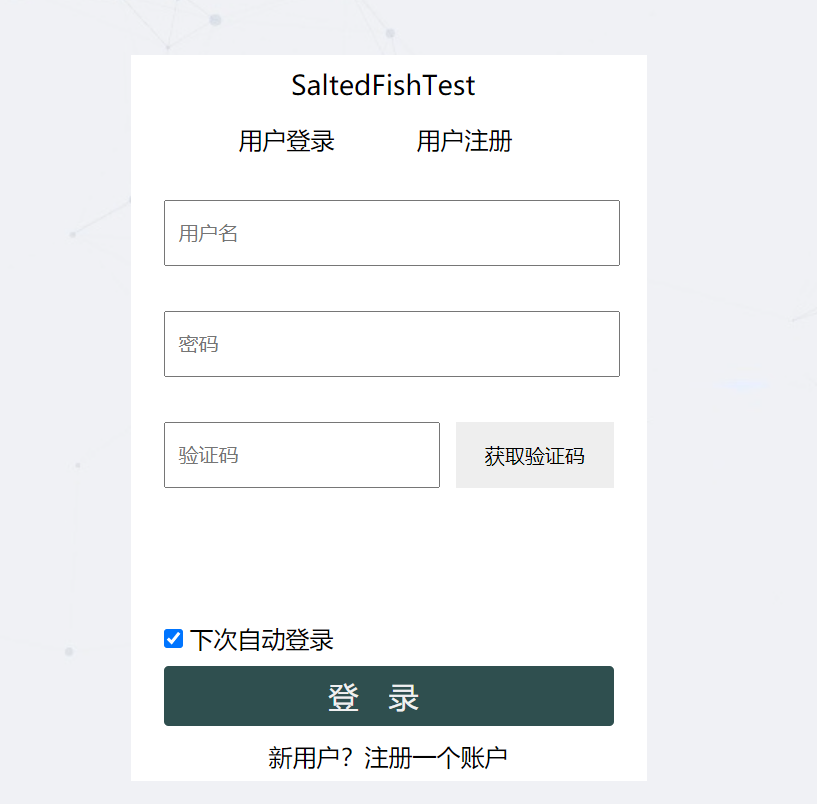 SaltedFishTest
用户登录 用户注册
用户名
密码
验证码 获取验证码
下次自动登录
登 录
新用户？注册一个账户